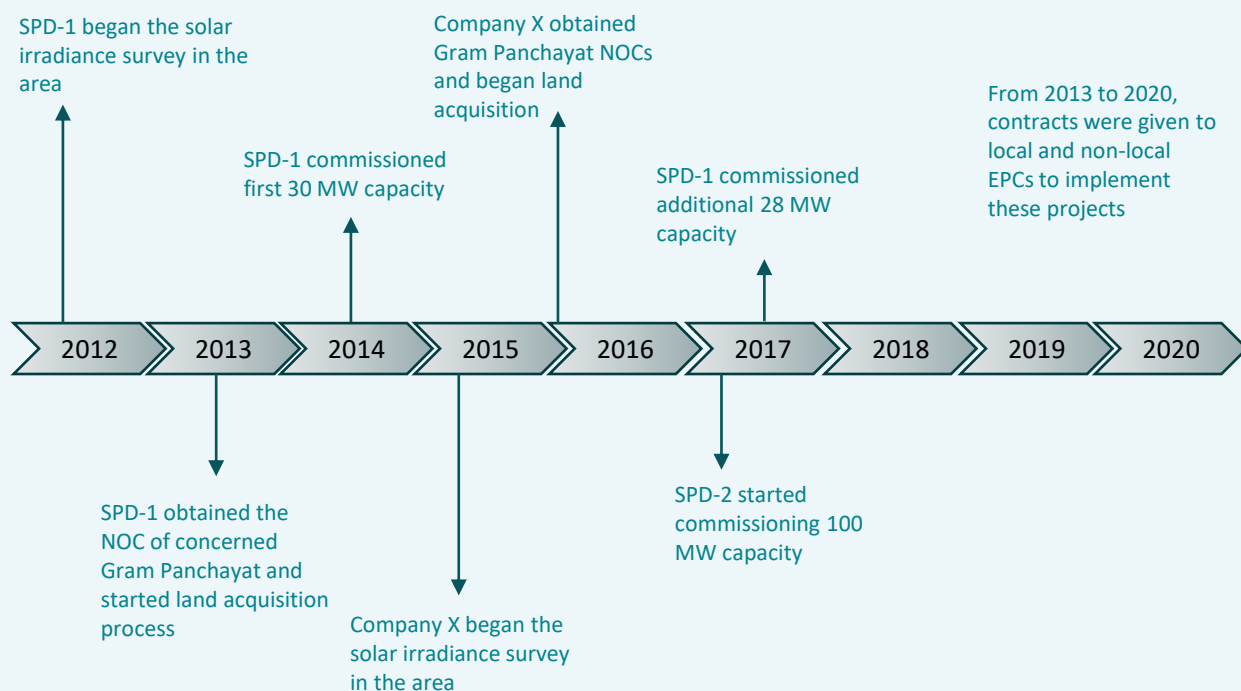 SPD-1 began the solar
irradiance survey in the
area
Company X obtained
Gram Panchayat NOCs
and began land
acquisition
From 2013 to 2020,
contracts were given to
local and non-local
EPCs to implement
these projects
SPD-1 commissioned
first 30 MW capacity
SPD-1 commissioned
additional 28 MW
capacity
2012
2013
2014
2015
2016
2017
2018
2019
2020
SPD-1 obtained the
NOC of concerned
Gram Panchayat and
started land acquisition
process
Company X began the
solar irradiance survey
in the area
SPD-2 started
commissioning 100
MW capacity